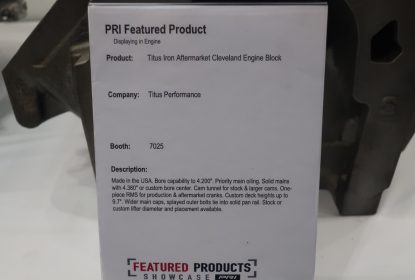 PRI Featured Product
Displaying in Engine
Product: Titus Iron Aftermarket Cleveland Engine Block
Company: Titus Performance
Booth: 7025
Description:
Made in the USA. Bore capability to 4.200". Priority main oiling. Solid mains
with 4.380" or custom bore center. Cam tunnel for stock & larger cams. One-
piece RMS for production & aftermarket cranks. Custom deck heights up to
9.7". Wider main caps, splayed outer bolts tie into solid pan rail. Stock or
custom lifter diameter and placement available.
FEATURED PRODUCTS
SHOWCASE PRI